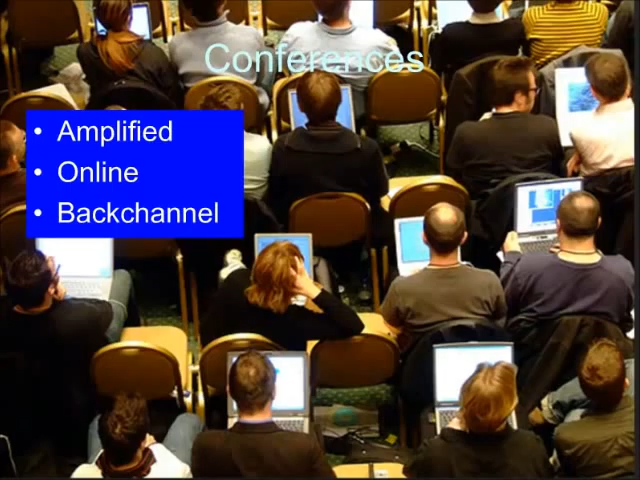 Conferences
• Amplified
• Online
• Backchannel